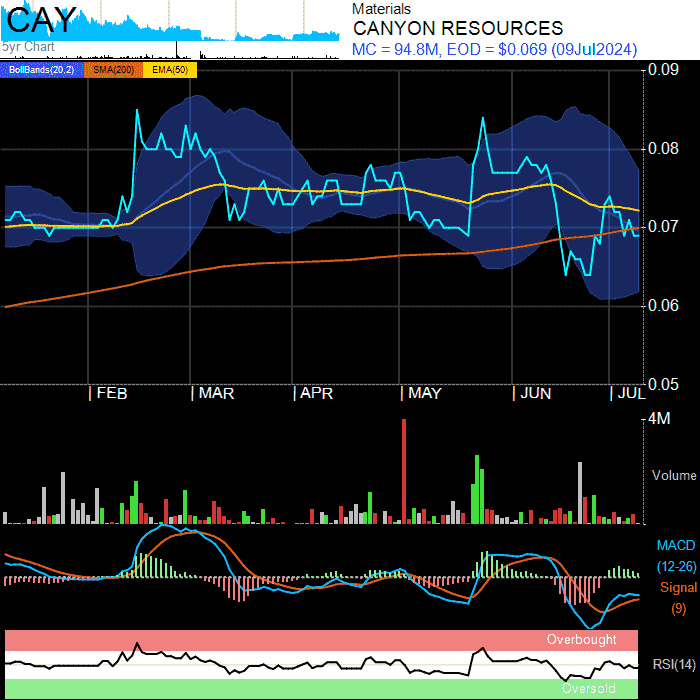 CAY
5yr Chart
Materials
CANYON RESOURCES
MC = 94.8M, EOD = $0.069 (09Jul2024)
BollBands(20,2) SMA(200) EMA(50)
0.09
0.08
0.07
0.06
0.05
FEB MAR APR MAY JUN JUL
4M
Volume
MACD
(12-26)
Signal
(9)
Overbought
RSI(14)
Oversold